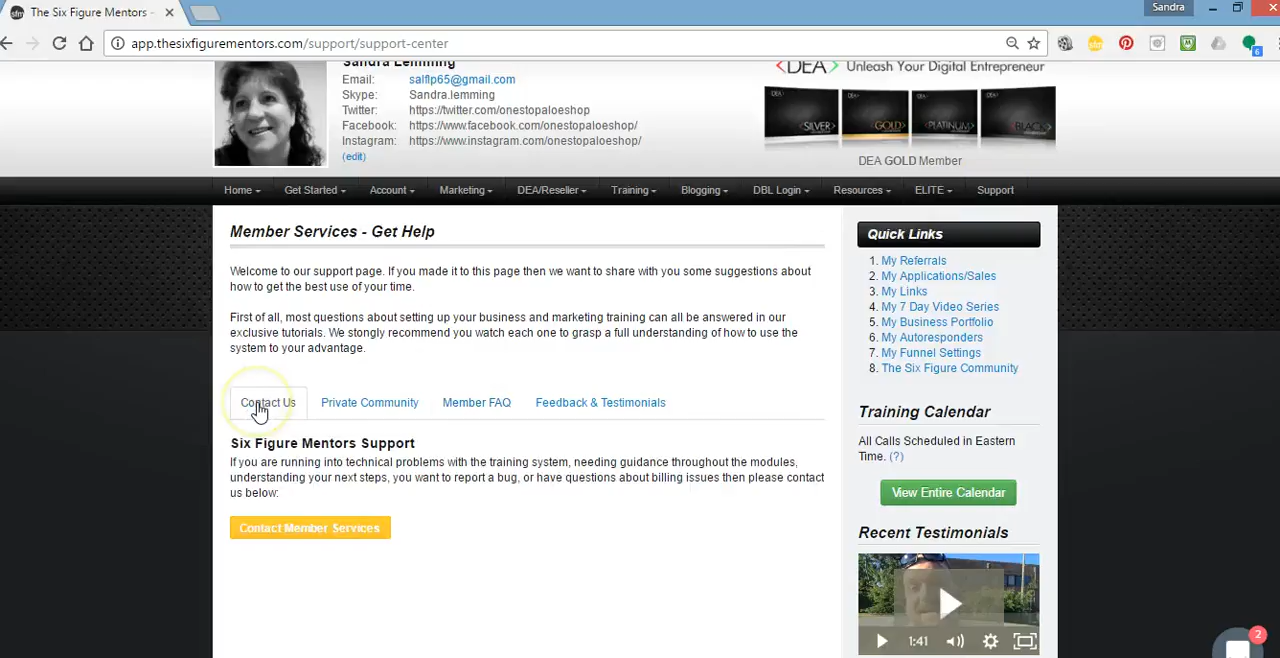 The Six Figure Mentors -
Sandra
app.thesixfigurementors.com/support/support-center
6
Sandra Lemming
Email: salflp65@gmail.com
Skype: Sandra.lemming
Twitter: https://twitter.com/onestopaloeshop
Facebook: https://www.facebook.com/onestopaloeshop/
Instagram: https://www.instagram.com/onestopaloeshop/
(edit)
<DEA> Unleash Your Digital Entrepreneur
SILVER GOLD PLATINUM BLACK
DEA GOLD Member
Home Get Started Account Marketing DEA/Reseller Training Blogging DBL Login Resources ELITE Support
Member Services - Get Help
Welcome to our support page. If you made it to this page then we want to share with you some suggestions about
how to get the best use of your time.
First of all, most questions about setting up your business and marketing training can all be answered in our
exclusive tutorials. We stongly recommend you watch each one to grasp a full understanding of how to use the
system to your advantage.
Contact Us Private Community Member FAQ Feedback & Testimonials
Six Figure Mentors Support
If you are running into technical problems with the training system, needing guidance throughout the modules,
understanding your next steps, you want to report a bug, or have questions about billing issues then please contact
us below:
Contact Member Services
Quick Links
1. My Referrals
2. My Applications/Sales
3. My Links
4. My 7 Day Video Series
5. My Business Portfolio
6. My Autoresponders
7. My Funnel Settings
8. The Six Figure Community
Training Calendar
All Calls Scheduled in Eastern
Time. (?)
View Entire Calendar
Recent Testimonials
1:41
2